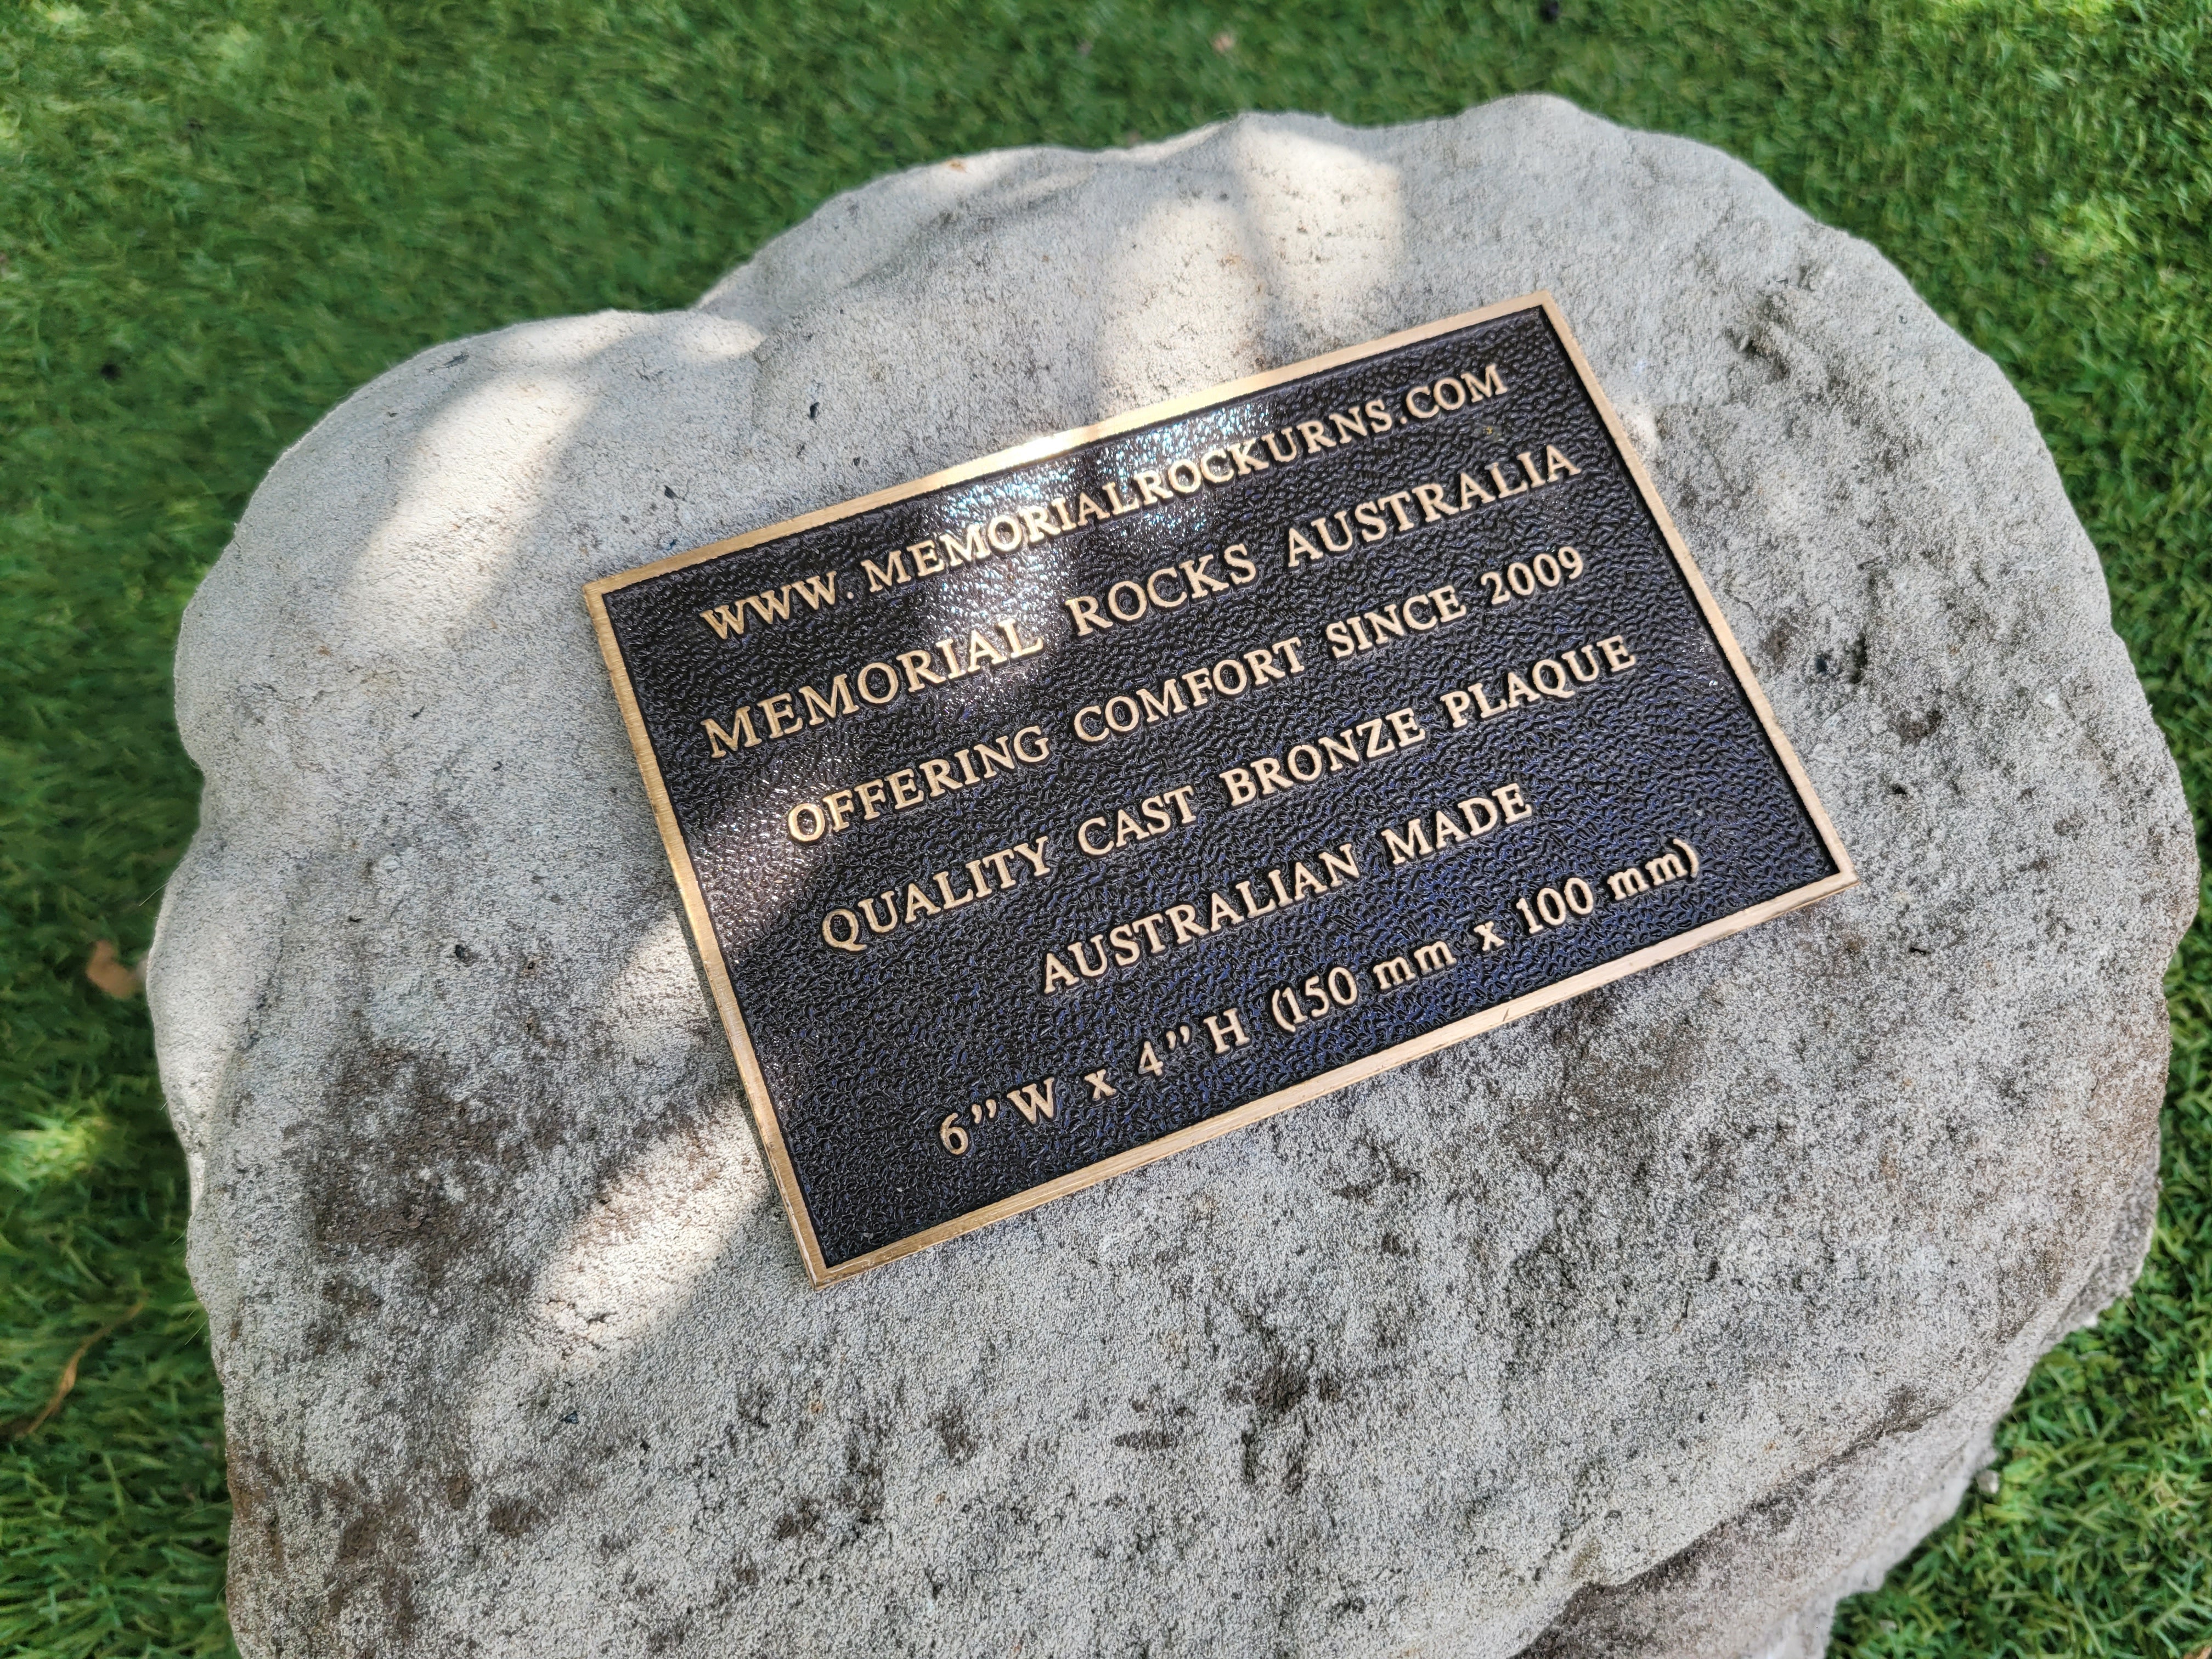 WWW. MEMORIALROCKURNS.COM
MEMORIAL ROCKS AUSTRALIA
OFFERING COMFORT SINCE 2009
QUALITY CAST BRONZE PLAQUE
AUSTRALIAN MADE
6” W x 4” H (150 mm x 100 mm)